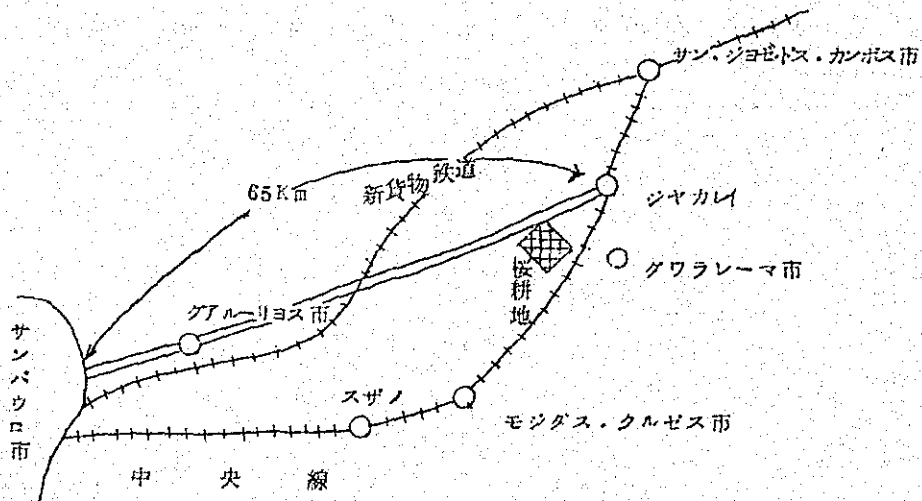 サン・ジヨゼドス・カンポス市
新貨物鉄道
65Km
ジヤカレイ
グワラレーマ市
桜耕地
グアルーリヨス市
サンパウロ市
スザノ
モジダス・クルゼス市
中央線